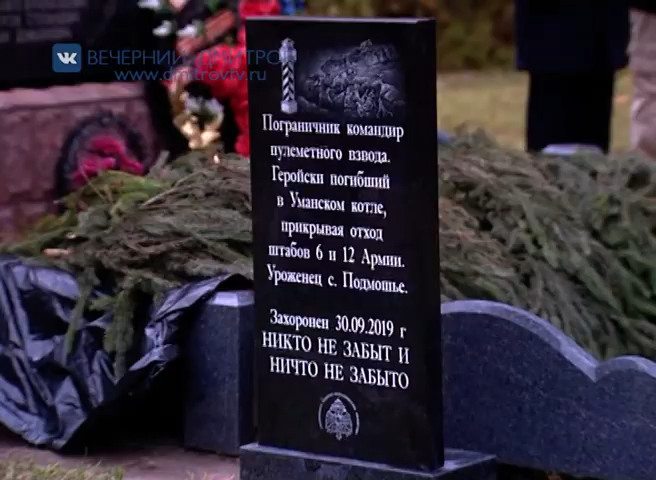 ВЕЧЕРНИЙ ДМИТРОВ
www.dmitrovtv.ru
Пограничник командир
пулеметного взвода.
Геройски погибший
в Уманском котле,
прикрывая отход
штабов 6 и 12 Армии.
Уроженец с. Подмошье.
Захоронен 30.09.2019 г
НИКТО НЕ ЗАБЫТ И
НИЧТО НЕ ЗАБЫТО